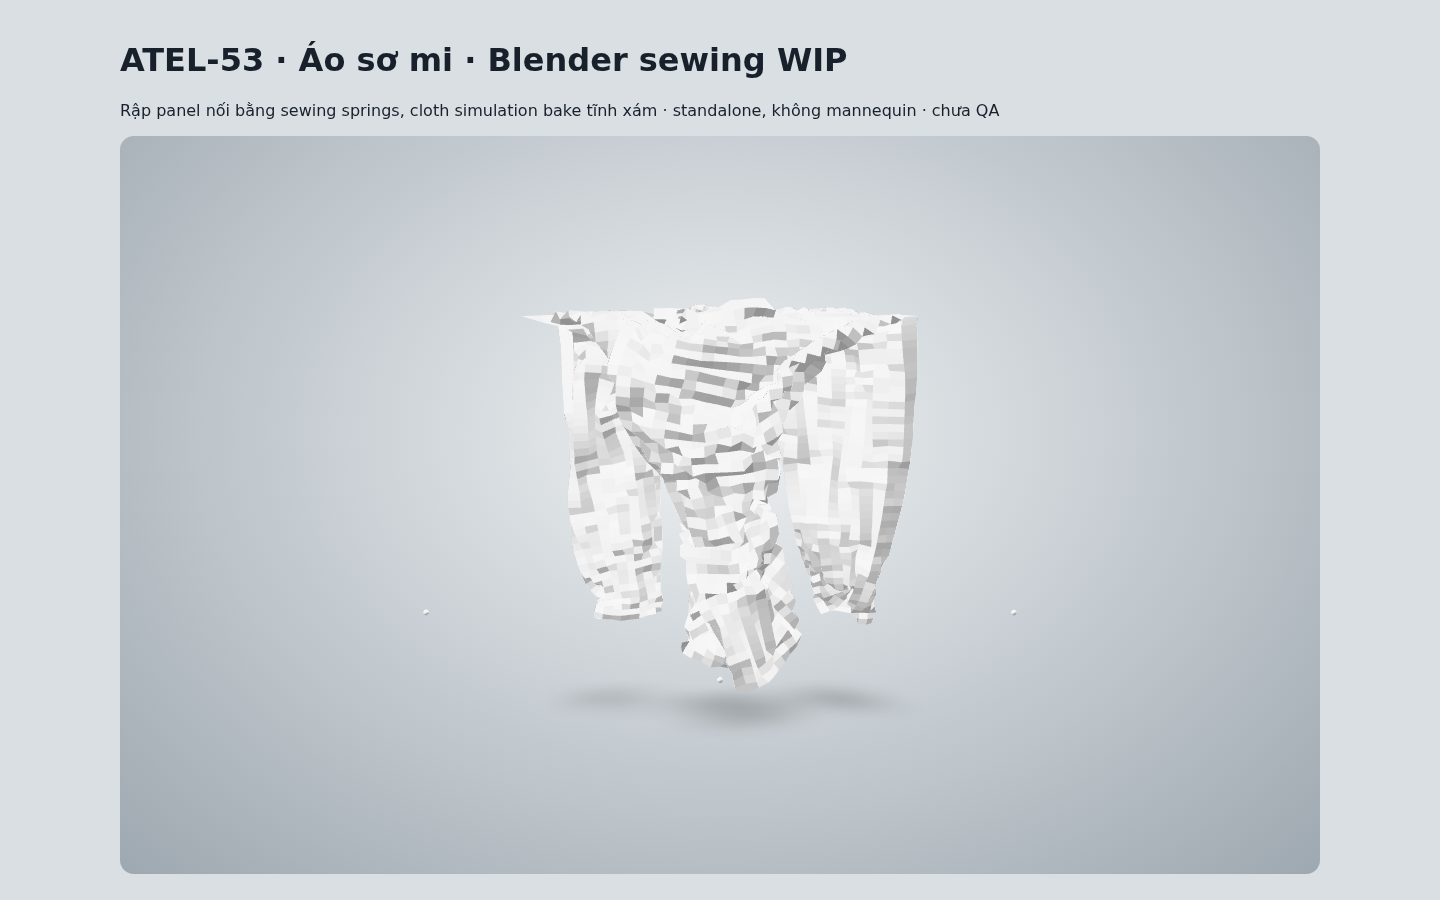 ATEL-53 · Áo sơ mi · Blender sewing WIP
Rập panel nối bằng sewing springs, cloth simulation bake tĩnh xám · standalone, không mannequin · chưa QA